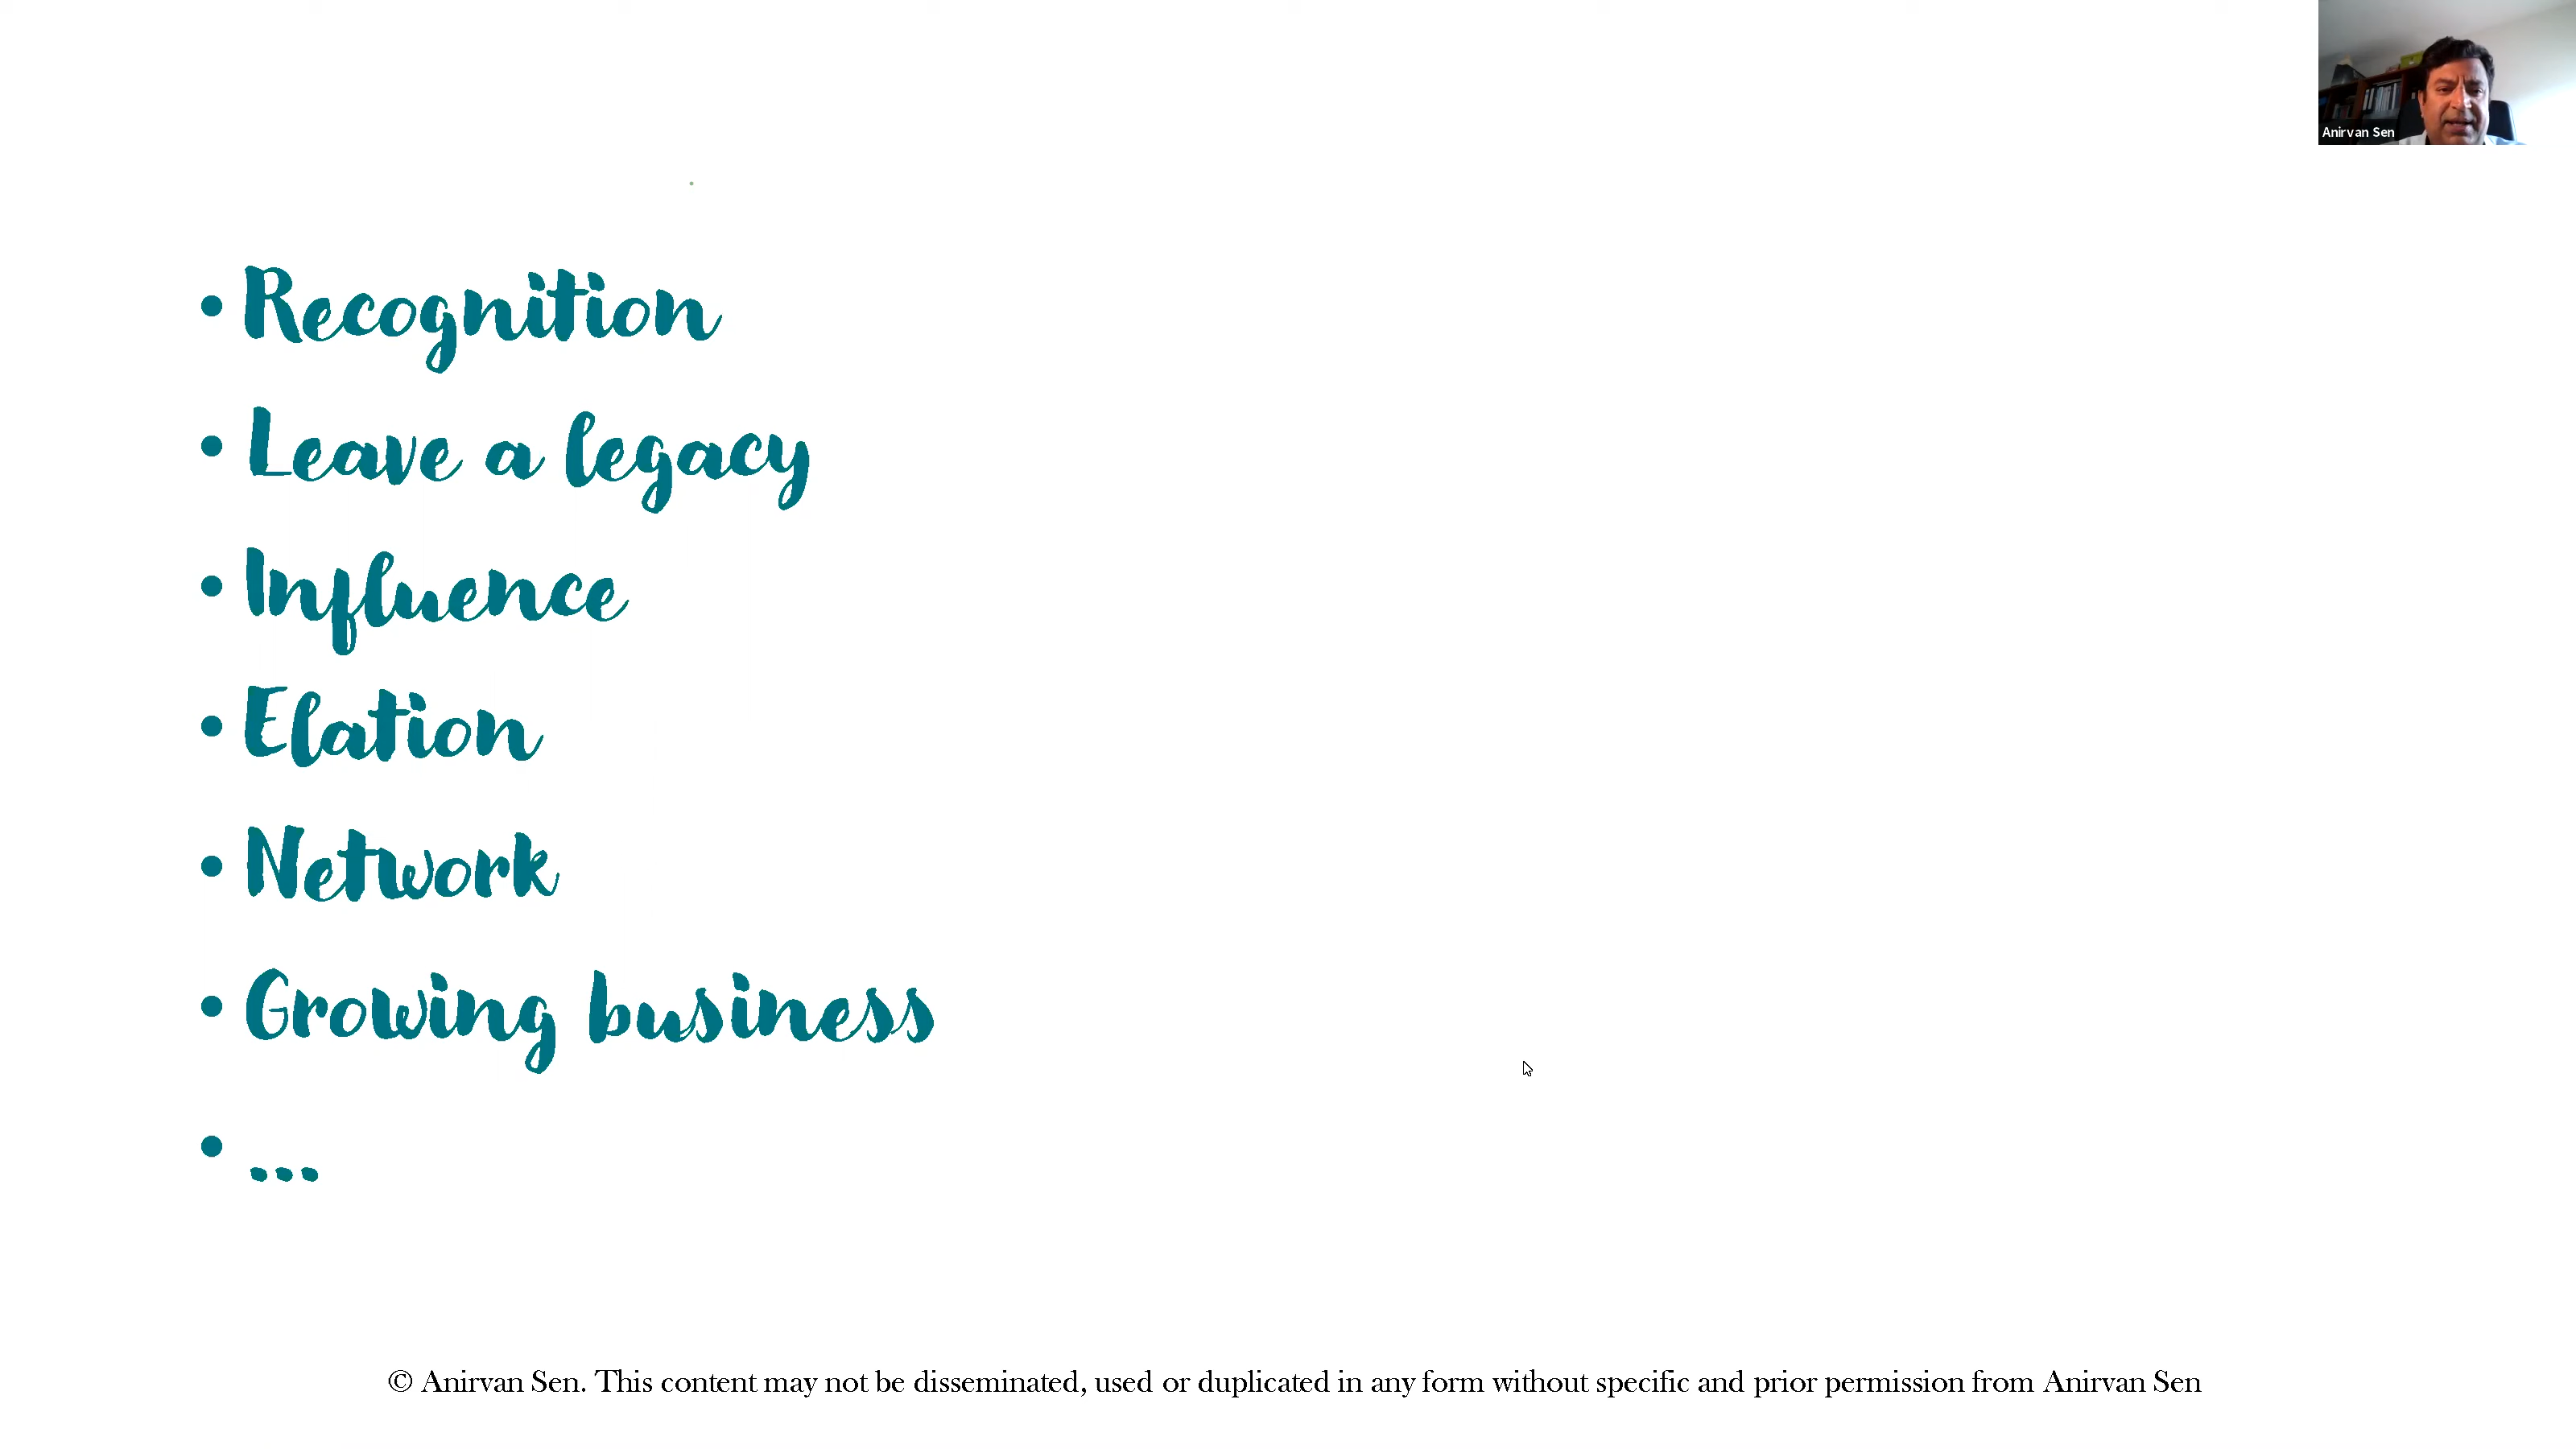 Anirvan Sen
• Recognition
• Leave a legacy
• Influence
• Elation
• Network
• Growing business
• ...
© Anirvan Sen. This content may not be disseminated, used or duplicated in any form without specific and prior permission from Anirvan Sen